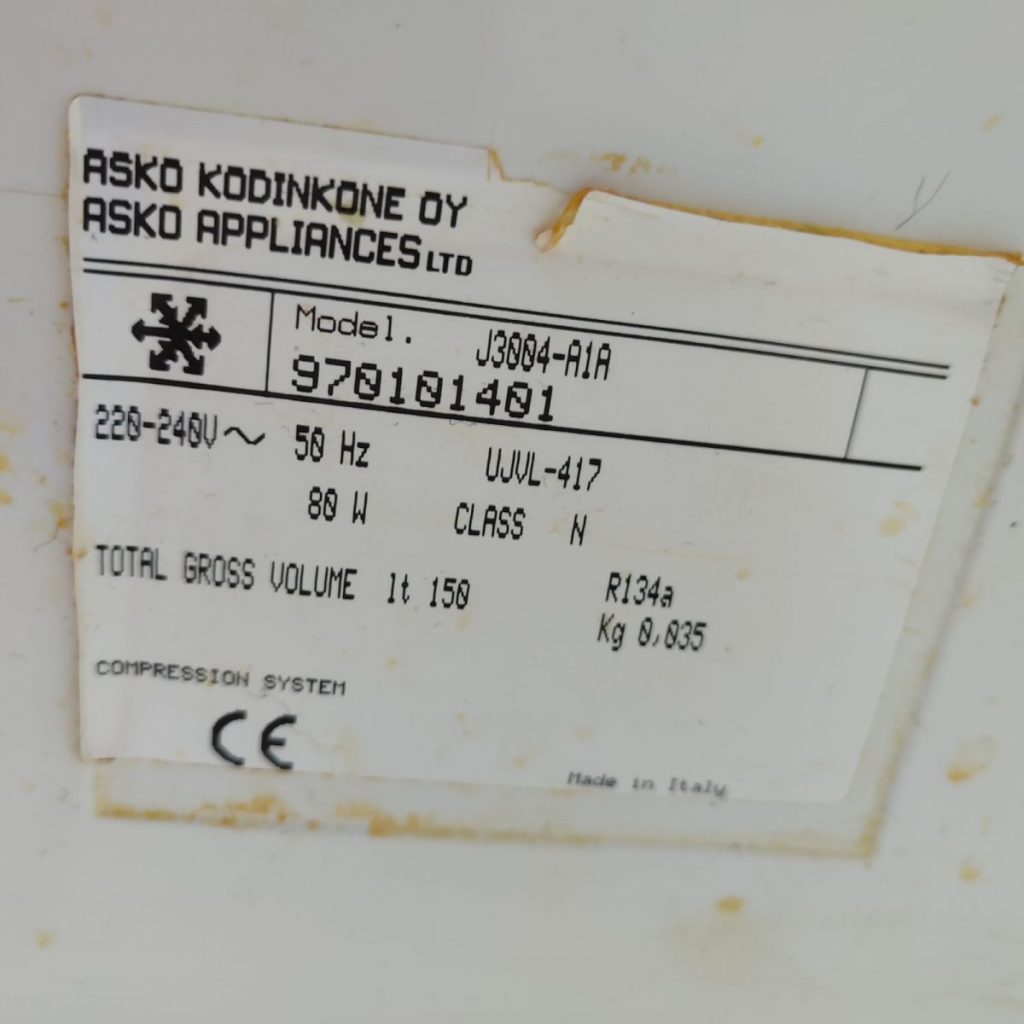 ASKO KODINKONE OY
ASKO APPLIANCES LTD
Model. J3004-A1A
970101401
220-240V~ 50 Hz UJVL-417
80 W CLASS N
TOTAL GROSS VOLUME lt 150 R134a
Kg 0,035
COMPRESSION SYSTEM
CE
Made in Italy